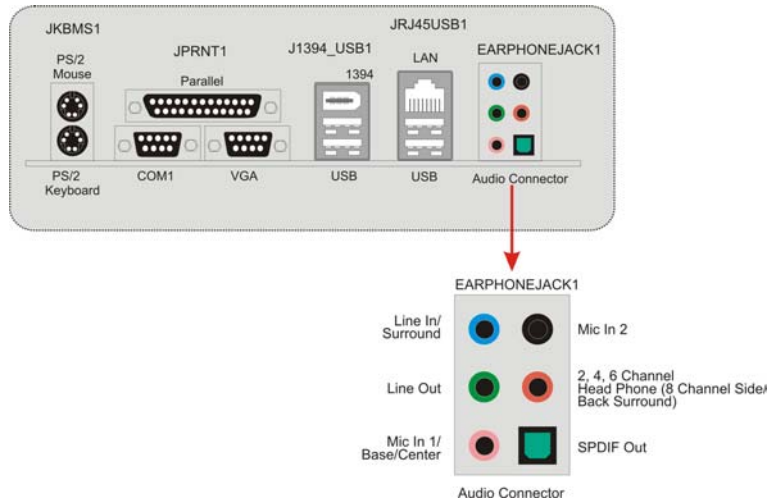 JKBMS1
JPRNT1
J1394_USB1
JRJ45USB1
EARPHONEJACK1
PS/2
Mouse
Parallel
1394
LAN
PS/2
Keyboard
COM1
VGA
USB
USB
Audio Connector
EARPHONEJACK1
Line In/
Surround
Mic In 2
Line Out
2, 4, 6 Channel
Head Phone (8 Channel Side/
Back Surround)
Mic In 1/
Base/Center
SPDIF Out
Audio Connector